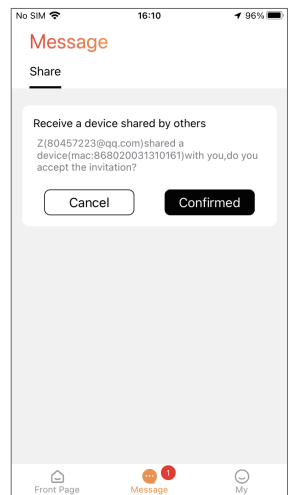 No SIM 16:10 96%
Message
Share
Receive a device shared by others
Z(80457223@qq.com)shared a
device(mac:868020031310161)with you,do you
accept the invitation?
Cancel Confirmed
1
Front Page Message My